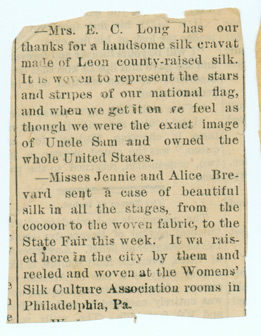 —Mrs. E. C. Long has our
thanks for a handsome silk cravat
made of Leon county-raised silk.
It is woven to represent the stars
and stripes of our national flag,
and when we get it on we feel as
though we were the exact image
of Uncle Sam and owned the
whole United States.
—Misses Jennie and Alice Bre-
vard sent a case of beautiful
silk in all the stages, from the
cocoon to the woven fabric, to the
State Fair this week. It wa rais-
ed here in the city by them and
reeled and woven at the Womens'
Silk Culture Association rooms in
Philadelphia, Pa.